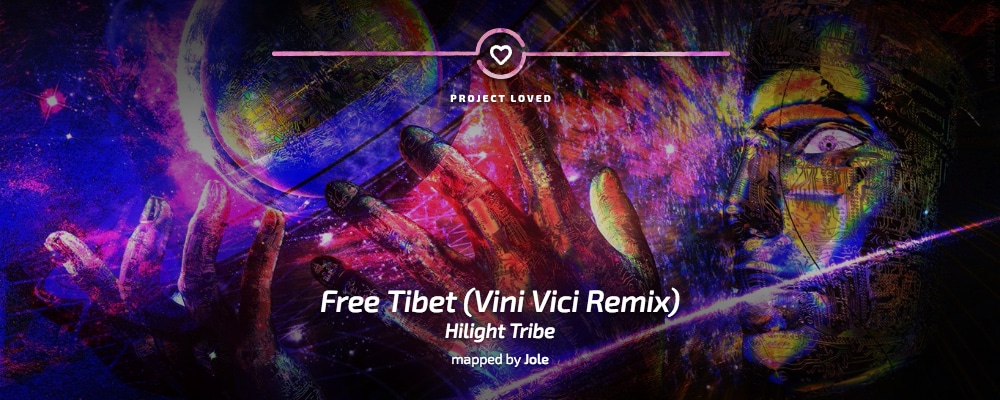 PROJECT LOVED
Free Tibet (Vini Vici Remix)
Hilight Tribe
mapped by Jole